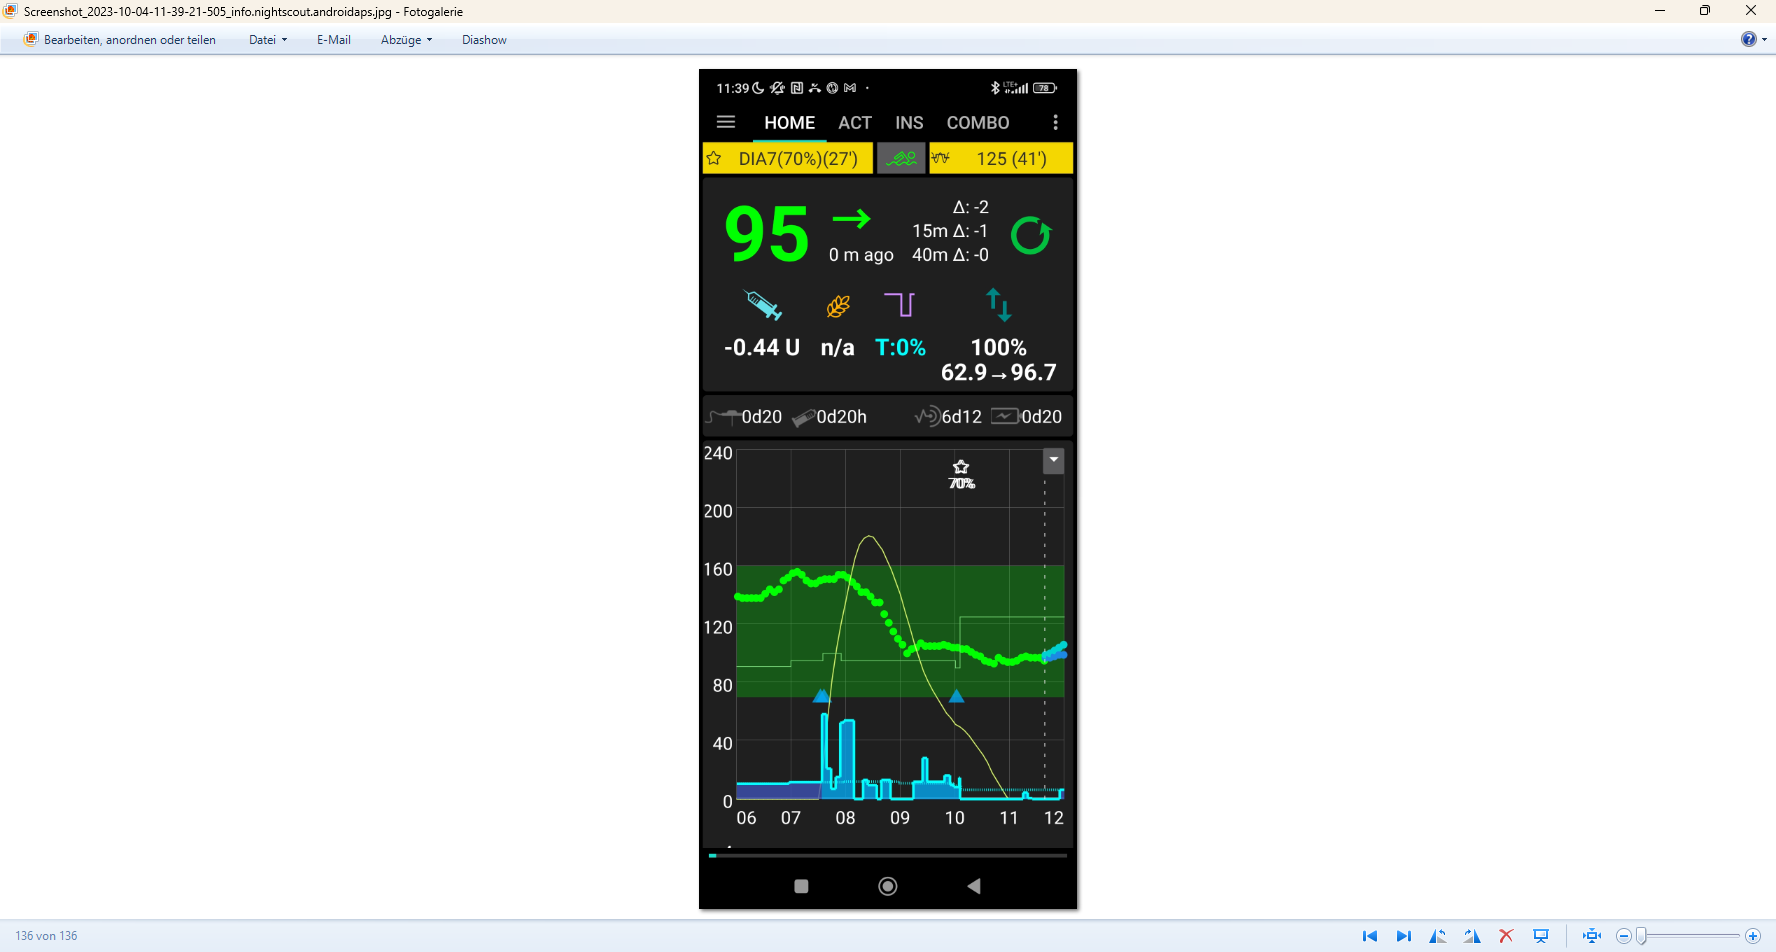 Screenshot_2023-10-04-11-39-21-505_info.nightscout.androidaps.jpg - Fotogalerie
Bearbeiten, anordnen oder teilen Datei E-Mail Abzüge Diashow
11:39 LTE+ 78
HOME ACT INS COMBO
DIA7(70%)(27') 125 (41')
95
Δ: -2
15m Δ: -1
0 m ago 40m Δ: -0
-0.44 U n/a T:0% 100%
62.9→96.7
0d20 0d20h 6d12 0d20
240
70%
200
160
120
80
40
0
06 07 08 09 10 11 12
136 von 136